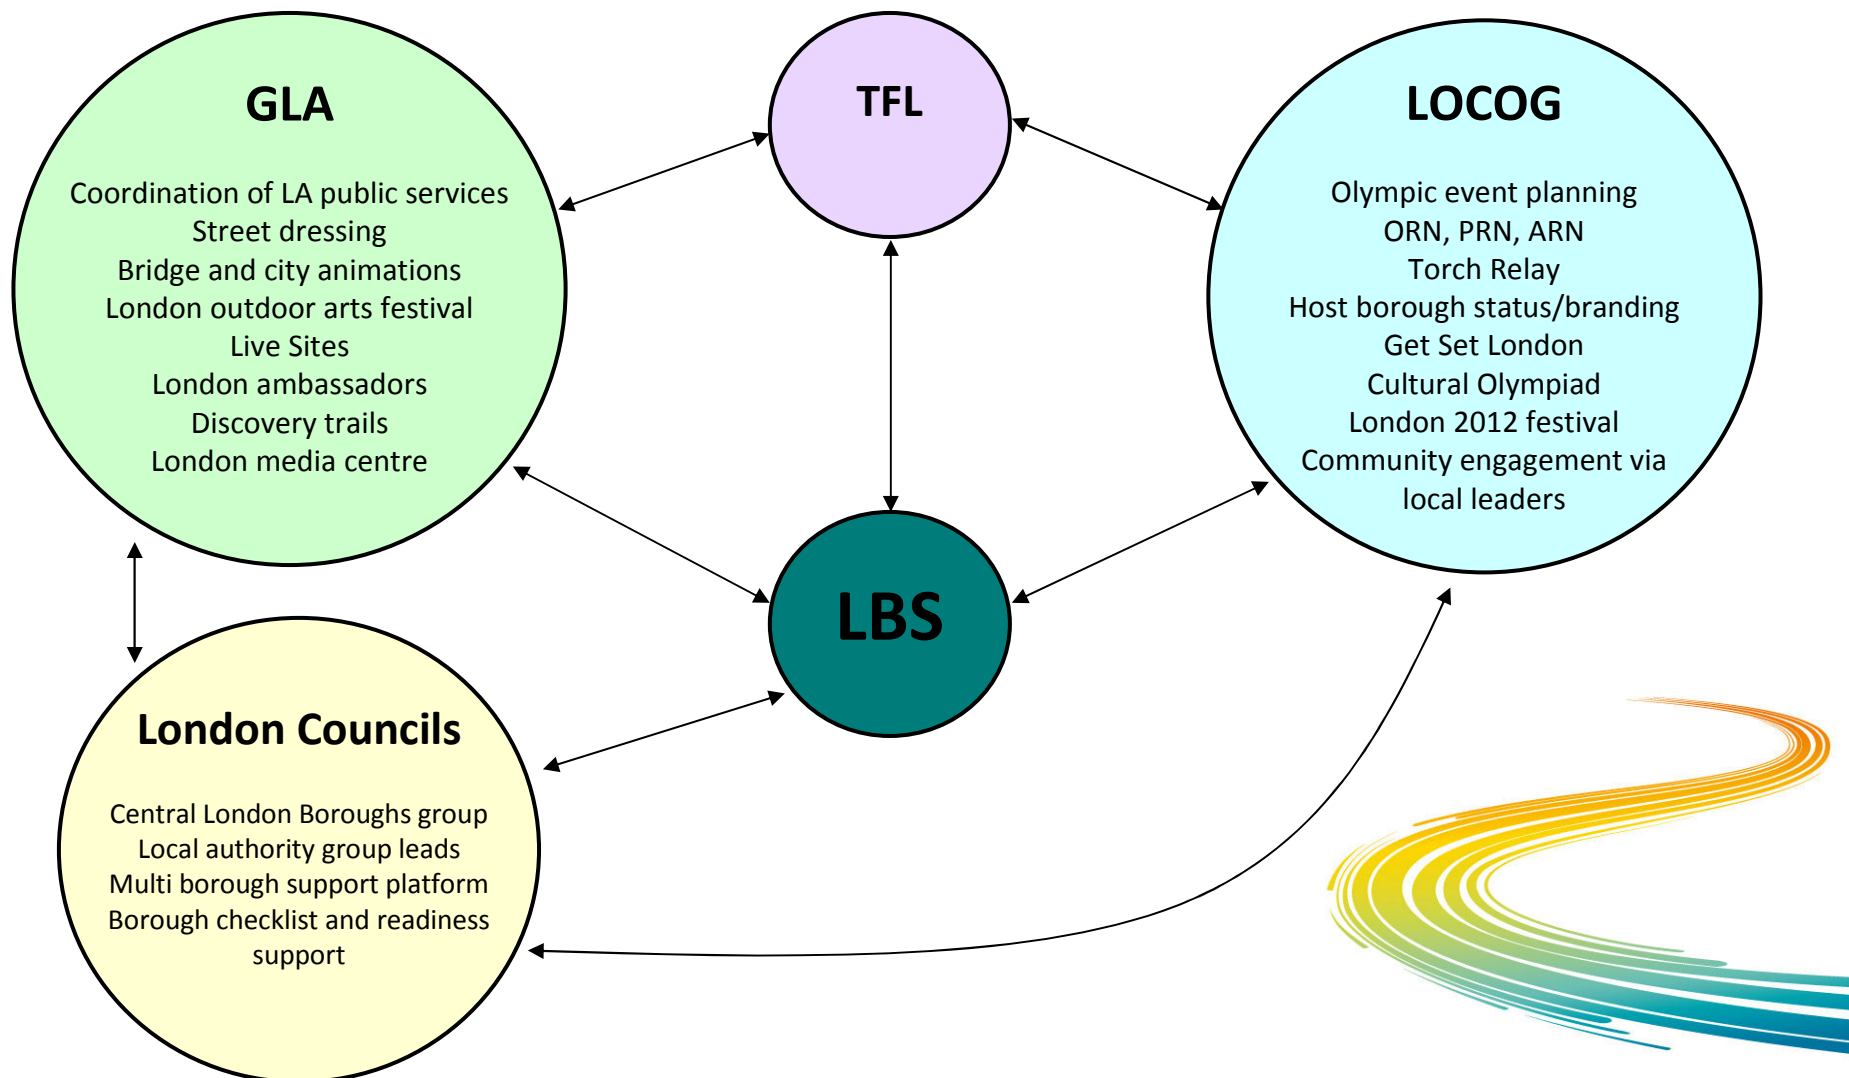 GLA
Coordination of LA public services
Street dressing
Bridge and city animations
London outdoor arts festival
Live Sites
London ambassadors
Discovery trails
London media centre
TFL
LOCOG
Olympic event planning
ORN, PRN, ARN
Torch Relay
Host borough status/branding
Get Set London
Cultural Olympiad
London 2012 festival
Community engagement via
local leaders
LBS
London Councils
Central London Boroughs group
Local authority group leads
Multi borough support platform
Borough checklist and readiness
support